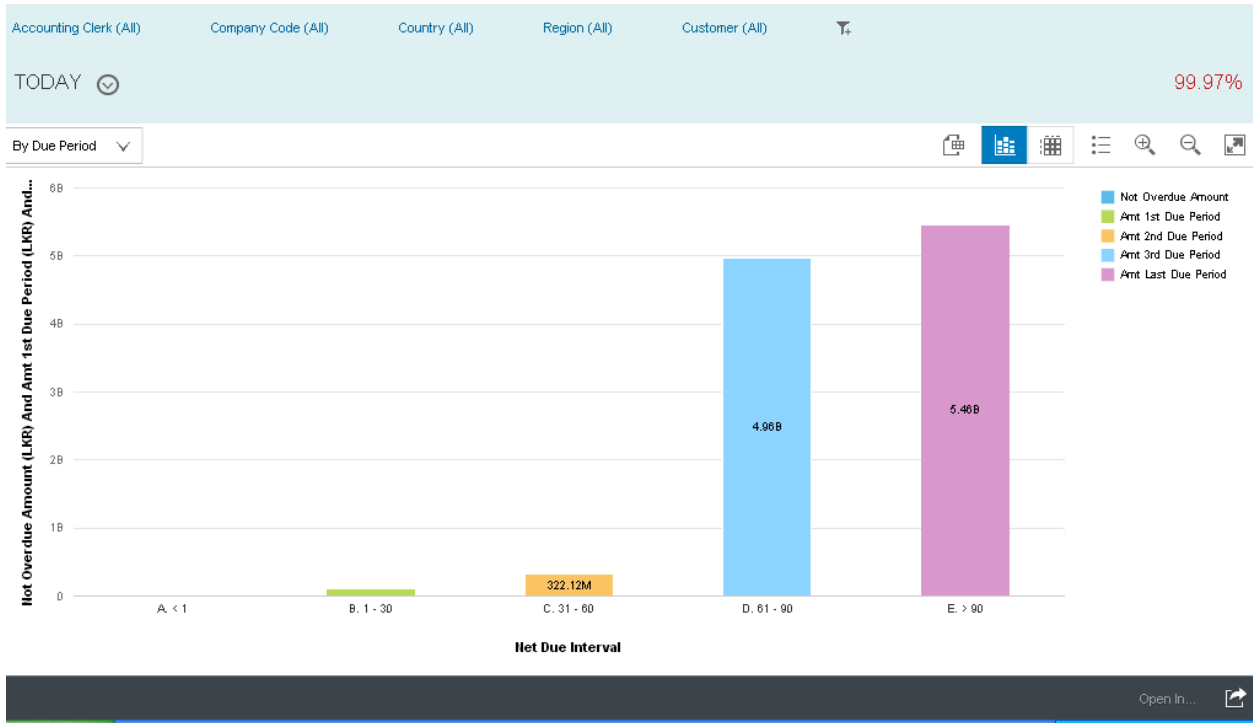 Accounting Clerk (All) Company Code (All) Country (All) Region (All) Customer (All)
TODAY 99.97%
By Due Period
Not Overdue Amount (LKR) And Amt 1st Due Period (LKR) And...
6B
5B
4B
3B
2B
1B
0
322.12M
4.96B
5.46B
A. < 1 B. 1 - 30 C. 31 - 60 D. 61 - 90 E. > 90
Net Due Interval
Not Overdue Amount
Amt 1st Due Period
Amt 2nd Due Period
Amt 3rd Due Period
Amt Last Due Period
Open In...